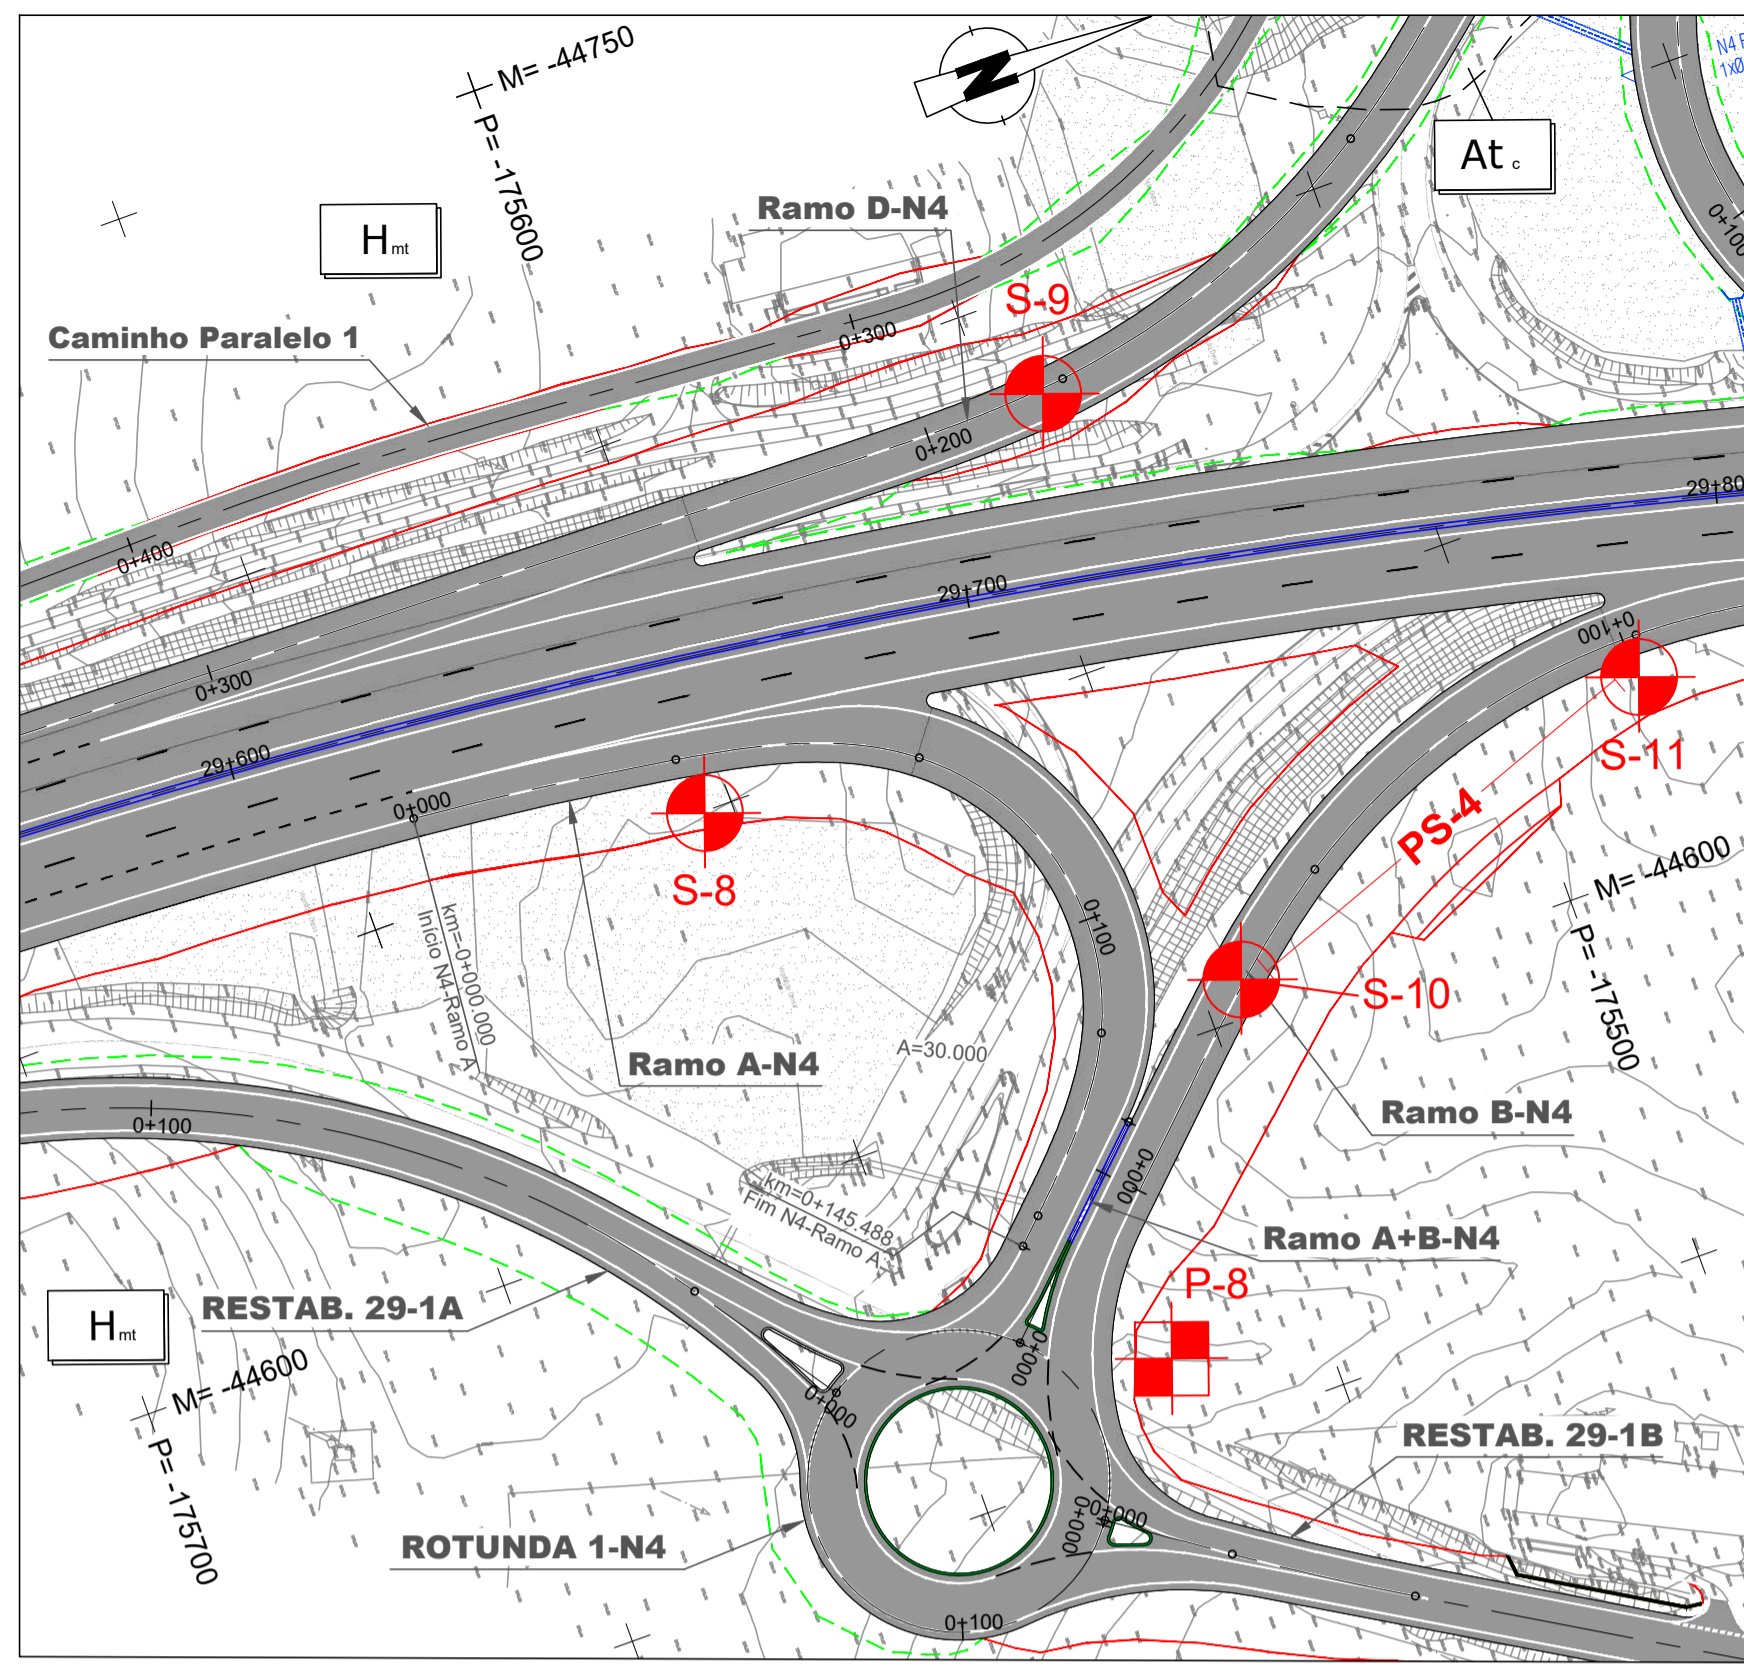 M= -44750
P= -175600
N
N4
At c
0+100
H mt
Ramo D-N4
S-9
Caminho Paralelo 1
0+300
0+200
0+400
29+80
29+700
0+300
0+100
29+600
S-11
0+000
PS-4
S-8
M= -44600
P= -175500
km=0+000.000
Início N4-Ramo A
0+100
S-10
A=30.000
Ramo A-N4
Ramo B-N4
0+100
0+000
km=0+145.488
Fim N4-Ramo A
Ramo A+B-N4
P-8
H mt
RESTAB. 29-1A
M= -44600
P= -175700
0+000
0+000
RESTAB. 29-1B
0+000
0+000
ROTUNDA 1-N4
0+100